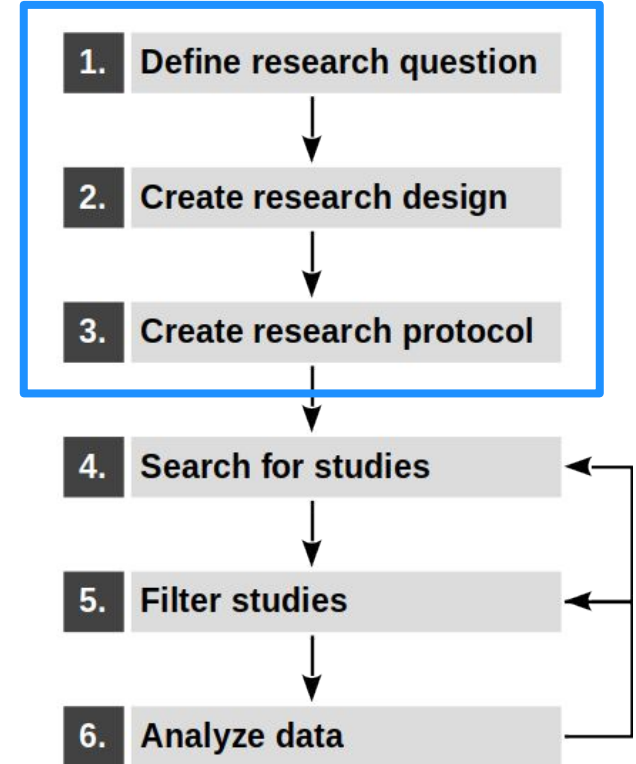 1. Define research question
2. Create research design
3. Create research protocol
4. Search for studies
5. Filter studies
6. Analyze data